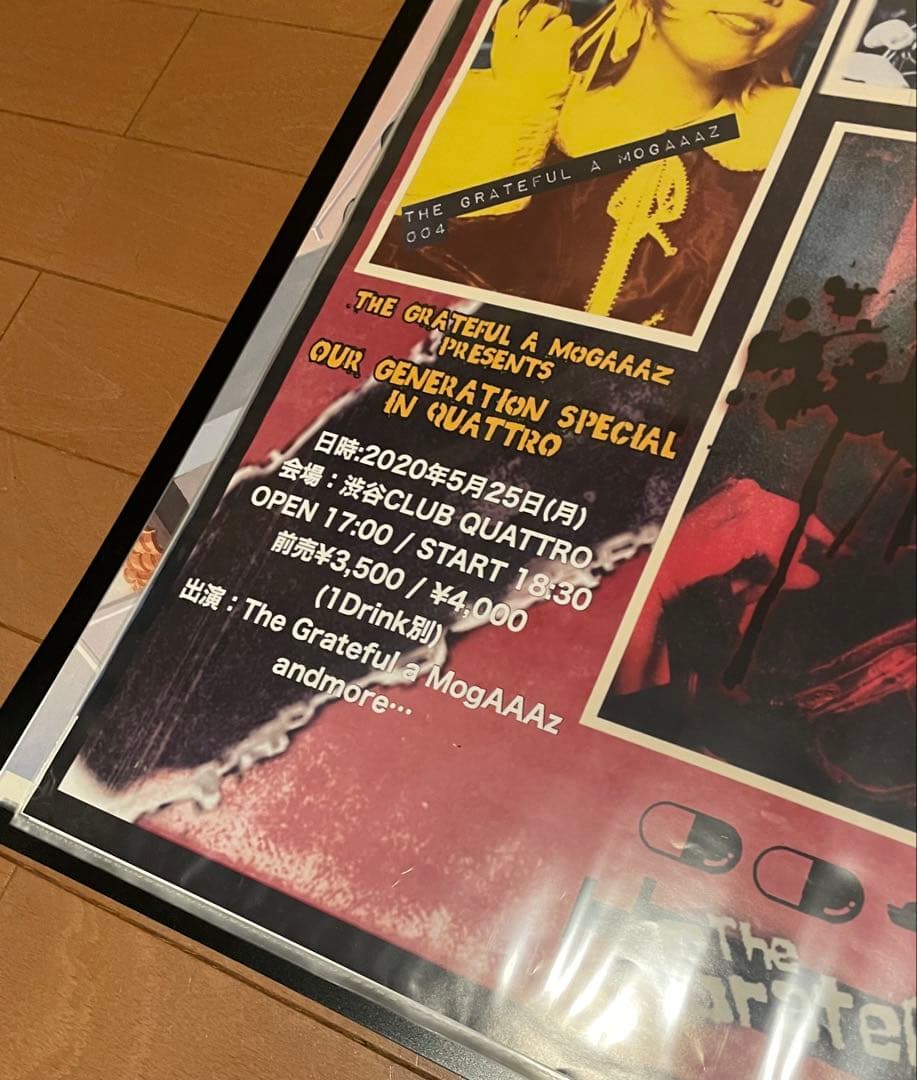 THE GRATEFUL A MOGAAAZ
004
THE GRATEFUL A MOGAAAZ
PRESENTS
OUR GENERATION SPECIAL
IN QUATTRO
日時:2020年5月25日(月)
会場：渋谷CLUB QUATTRO
OPEN 17:00 / START 18:30
前売¥3,500 / ¥4,000
(1Drink別)
出演：The Grateful a MogAAAz
andmore…
The